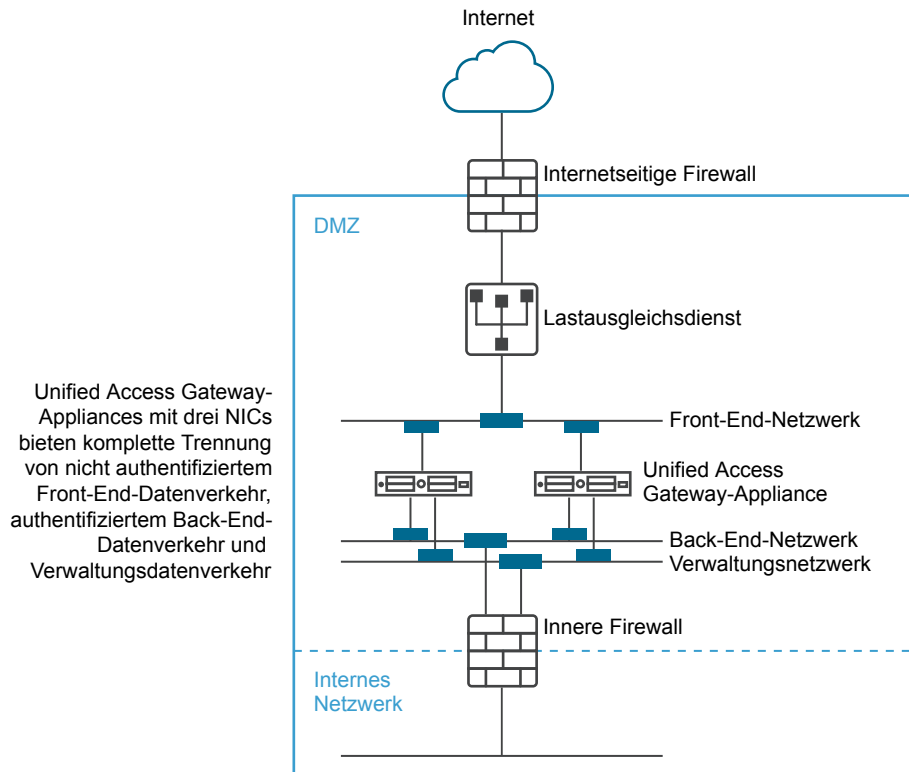 Internet
Internetseitige Firewall
DMZ
Lastausgleichsdienst
Unified Access Gateway-
Appliances mit drei NICs
bieten komplette Trennung
von nicht authentifiziertem
Front-End-Datenverkehr,
authentifiziertem Back-End-
Datenverkehr und
Verwaltungsdatenverkehr
Front-End-Netzwerk
Unified Access
Gateway-Appliance
Back-End-Netzwerk
Verwaltungsnetzwerk
Innere Firewall
Internes
Netzwerk